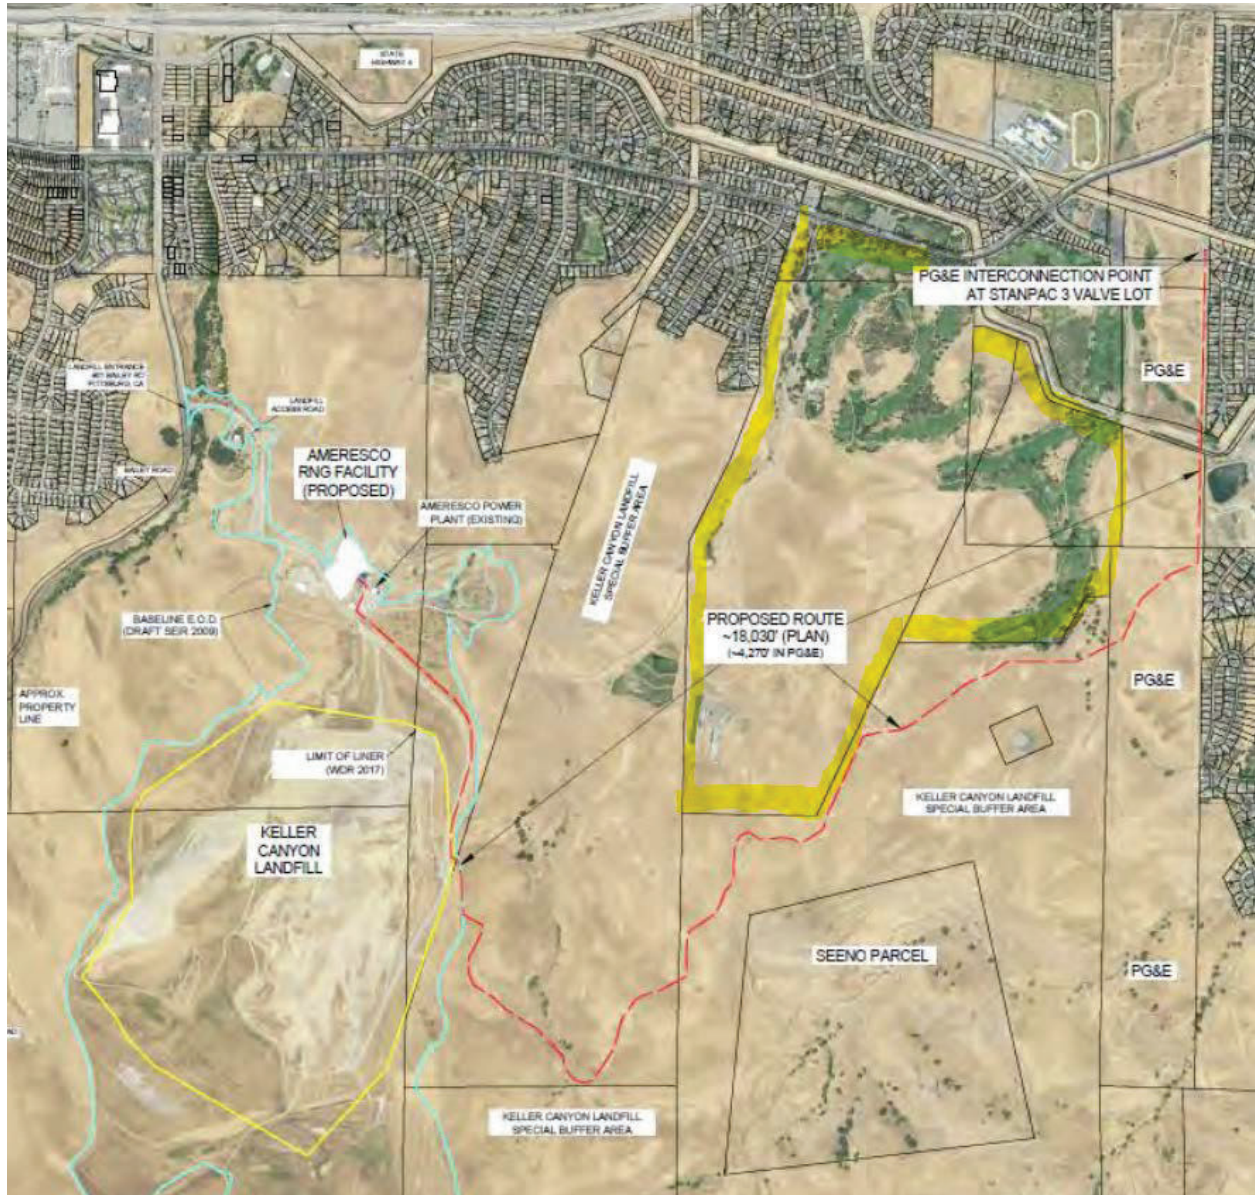 STATE
HIGHWAY 4
PG&E INTERCONNECTION POINT
AT STANPAC 3 VALVE LOT
PG&E
LANDFILL ENTRANCE
401 BAILEY RD
PITTSBURG, CA
LANDFILL
ACCESS ROAD
BAILEY ROAD
AMERESCO
RNG FACILITY
(PROPOSED)
AMERESCO POWER
PLANT (EXISTING)
KELLER CANYON LANDFILL
SPECIAL BUFFER AREA
BASELINE E.O.D.
(DRAFT SEIR 2009)
PROPOSED ROUTE
~18,030' (PLAN)
(~4,270' IN PG&E)
APPROX.
PROPERTY
LINE
PG&E
LIMIT OF LINER
(WDR 2017)
KELLER CANYON LANDFILL
SPECIAL BUFFER AREA
KELLER
CANYON
LANDFILL
SEENO PARCEL
PG&E
KELLER CANYON LANDFILL
SPECIAL BUFFER AREA